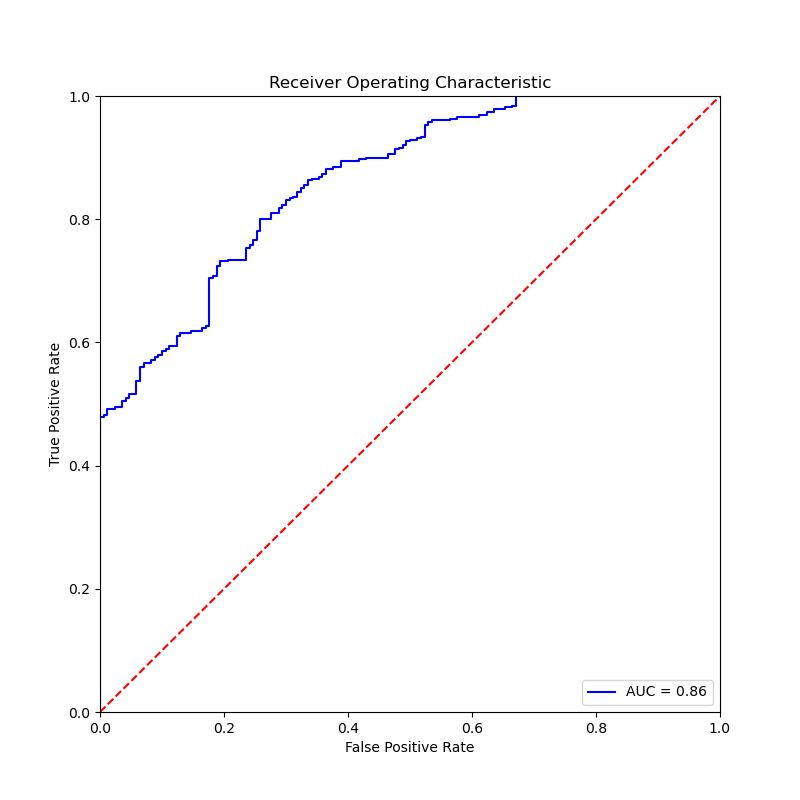 Receiver Operating Characteristic
1.0
0.8
0.6
0.4
0.2
0.0
True Positive Rate
AUC = 0.86
0.0 0.2 0.4 0.6 0.8 1.0
False Positive Rate